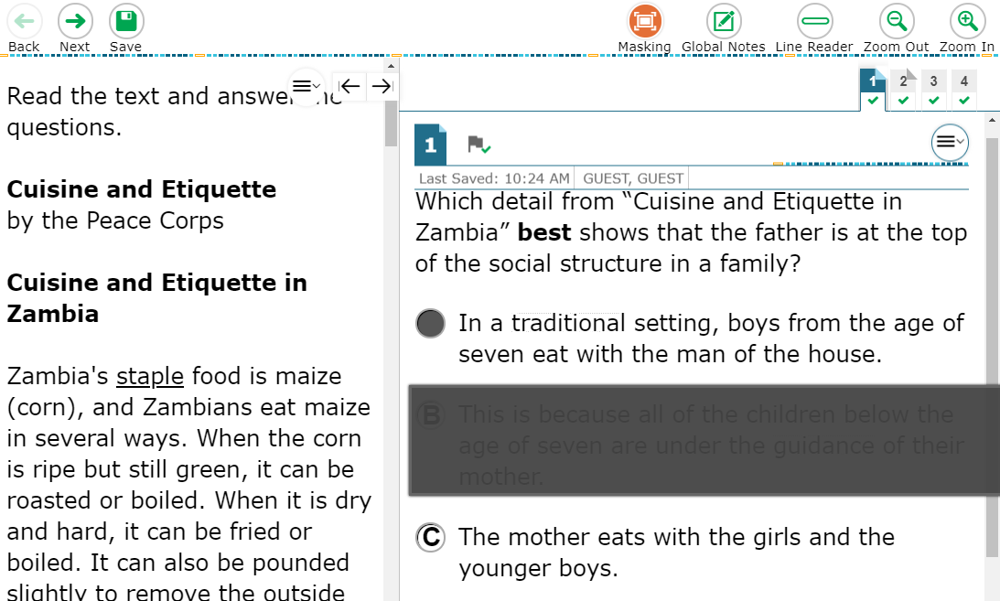 Back Next Save Masking Global Notes Line Reader Zoom Out Zoom In
Read the text and answer the
questions.
Cuisine and Etiquette
by the Peace Corps
Cuisine and Etiquette in
Zambia
Zambia's staple food is maize
(corn), and Zambians eat maize
in several ways. When the corn
is ripe but still green, it can be
roasted or boiled. When it is dry
and hard, it can be fried or
boiled. It can also be pounded
slightly to remove the outside
1 2 3 4
1
Last Saved: 10:24 AM GUEST, GUEST
Which detail from “Cuisine and Etiquette in
Zambia” best shows that the father is at the top
of the social structure in a family?
In a traditional setting, boys from the age of
seven eat with the man of the house.
B This is because all of the children below the
age of seven are under the guidance of their
mother.
C The mother eats with the girls and the
younger boys.